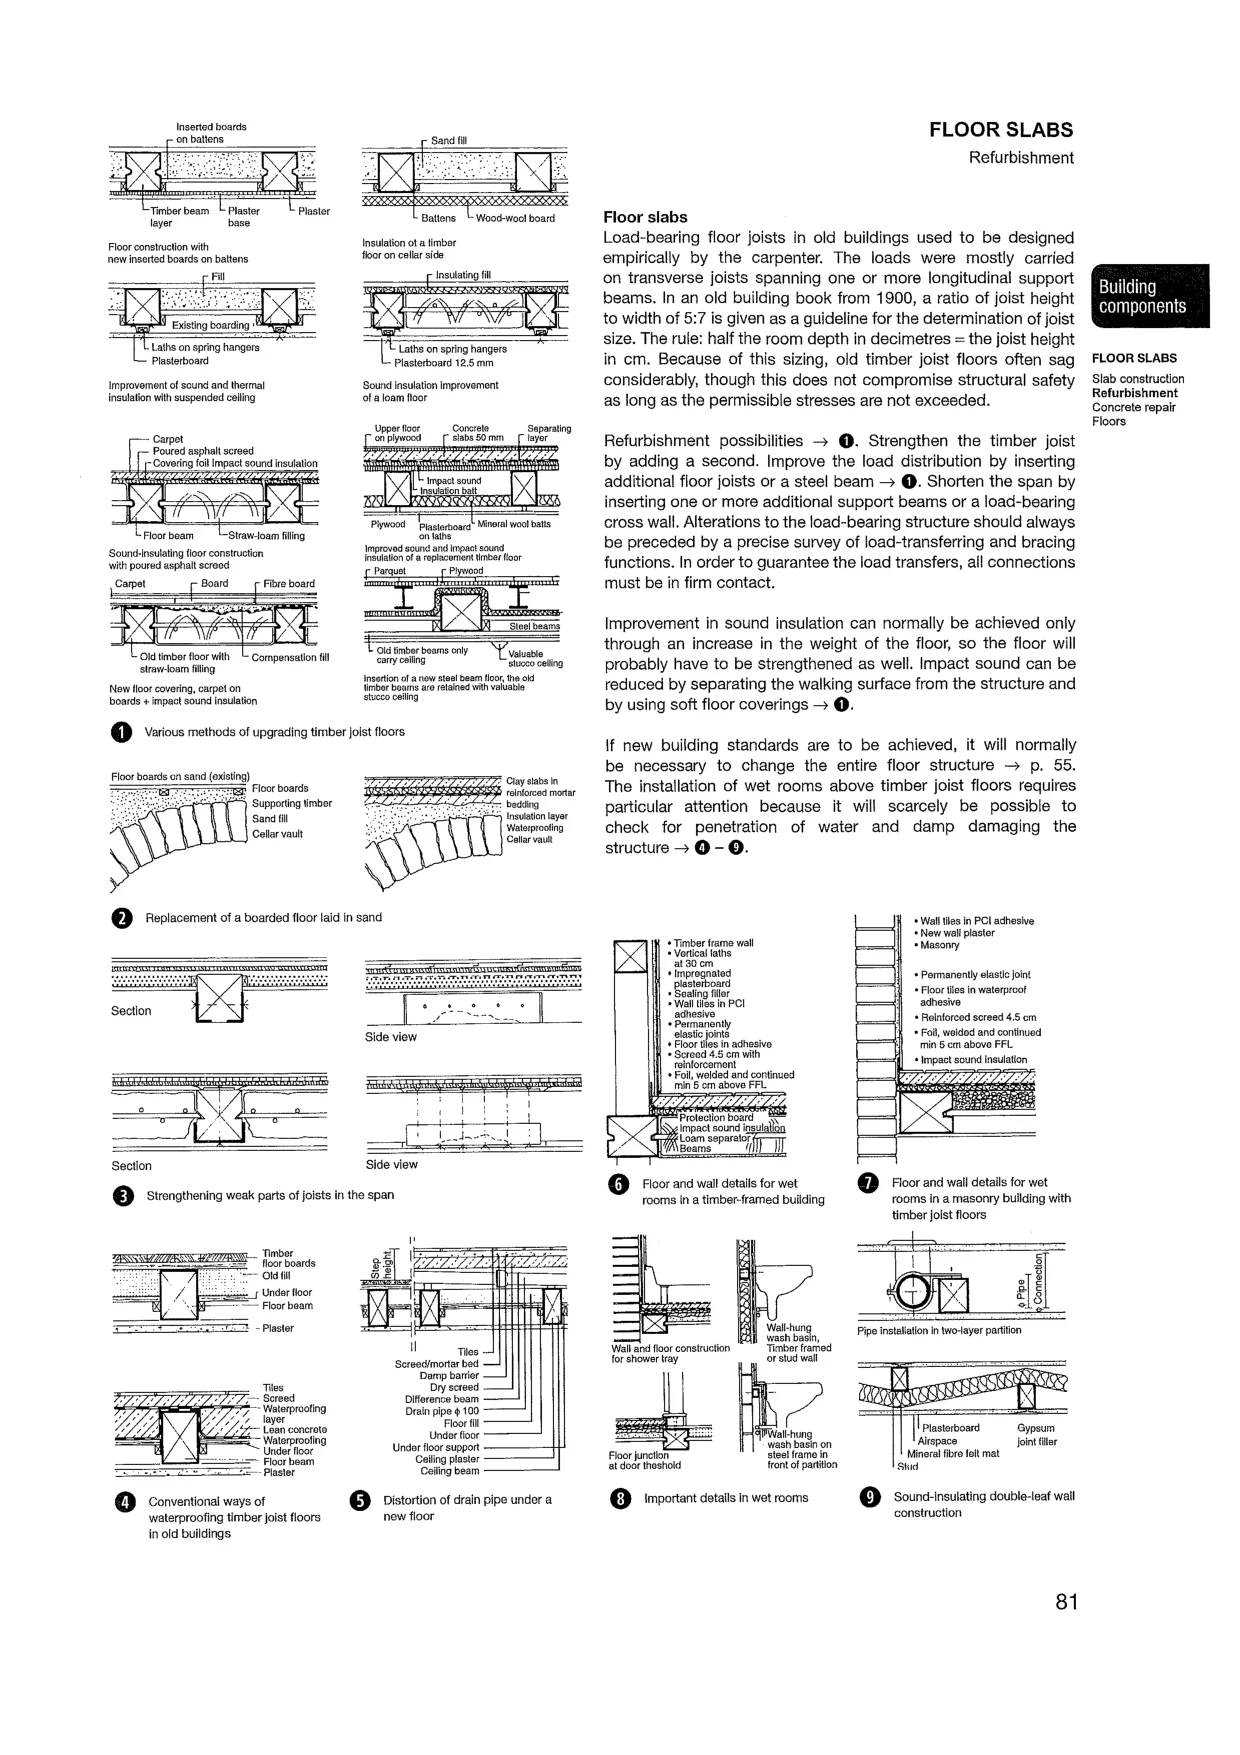 FLOOR SLABS
Refurbishment
Building
components
FLOOR SLABS
Slab construction
Refurbishment
Concrete repair
Floors
Inserted boards
on battens
Timber beam
layer
Plaster
base
Plaster
Floor construction with
new inserted boards on battens
Sand fill
Battens
Wood-wool board
Insulation of a timber
floor on cellar side
Fill
Existing boarding
Laths on spring hangers
Plasterboard
Improvement of sound and thermal
insulation with suspended ceiling
Insulating fill
Laths on spring hangers
Plasterboard 12.5 mm
Sound insulation improvement
of a loam floor
Carpet
Poured asphalt screed
Covering foil Impact sound insulation
Floor beam
Straw-loam filling
Sound-insulating floor construction
with poured asphalt screed
Upper floor
on plywood
Concrete
slabs 50 mm
Separating
layer
Impact sound
Insulation batt
Plywood
Plasterboard
on laths
Mineral wool batts
Improved sound and impact sound
insulation of a replacement timber floor
Carpet
Board
Fibre board
Old timber floor with
straw-loam filling
Compensation fill
New floor covering, carpet on
boards + impact sound insulation
Parquet
Plywood
Steel beams
Old timber beams only
carry ceiling
Valuable
stucco ceiling
Insertion of a new steel beam floor, the old
timber beams are retained with valuable
stucco ceiling
1 Various methods of upgrading timber joist floors
Floor boards on sand (existing)
Floor boards
Supporting timber
Sand fill
Cellar vault
Clay slabs in
reinforced mortar
bedding
Insulation layer
Waterproofing
Cellar vault
2 Replacement of a boarded floor laid in sand
Section
Side view
Section
Side view
3 Strengthening weak parts of joists in the span
Timber
floor boards
Old fill
Under floor
Floor beam
Plaster
Tiles
Screed
Waterproofing
layer
Lean concrete
Waterproofing
Under floor
Floor beam
Plaster
4 Conventional ways of
waterproofing timber joist floors
in old buildings
Step
height
Tiles
Screed/mortar bed
Damp barrier
Dry screed
Difference beam
Drain pipe ϕ 100
Floor fill
Under floor
Under floor support
Ceiling plaster
Ceiling beam
5 Distortion of drain pipe under a
new floor
Floor slabs
Load-bearing floor joists in old buildings used to be designed
empirically by the carpenter. The loads were mostly carried
on transverse joists spanning one or more longitudinal support
beams. In an old building book from 1900, a ratio of joist height
to width of 5:7 is given as a guideline for the determination of joist
size. The rule: half the room depth in decimetres = the joist height
in cm. Because of this sizing, old timber joist floors often sag
considerably, though this does not compromise structural safety
as long as the permissible stresses are not exceeded.
Refurbishment possibilities → 1. Strengthen the timber joist
by adding a second. Improve the load distribution by inserting
additional floor joists or a steel beam → 1. Shorten the span by
inserting one or more additional support beams or a load-bearing
cross wall. Alterations to the load-bearing structure should always
be preceded by a precise survey of load-transferring and bracing
functions. In order to guarantee the load transfers, all connections
must be in firm contact.
Improvement in sound insulation can normally be achieved only
through an increase in the weight of the floor, so the floor will
probably have to be strengthened as well. Impact sound can be
reduced by separating the walking surface from the structure and
by using soft floor coverings → 1.
If new building standards are to be achieved, it will normally
be necessary to change the entire floor structure → p. 55.
The installation of wet rooms above timber joist floors requires
particular attention because it will scarcely be possible to
check for penetration of water and damp damaging the
structure → 4 – 9.
• Timber frame wall
• Vertical laths
at 30 cm
• Impregnated
plasterboard
• Sealing filler
• Wall tiles in PCI
adhesive
• Permanently
elastic joints
• Floor tiles in adhesive
• Screed 4.5 cm with
reinforcement
• Foil, welded and continued
min 5 cm above FFL
Protection board
Impact sound insulation
Loam separator
Beams
6 Floor and wall details for wet
rooms in a timber-framed building
• Wall tiles in PCI adhesive
• New wall plaster
• Masonry
• Permanently elastic joint
• Floor tiles in waterproof
adhesive
• Reinforced screed 4.5 cm
• Foil, welded and continued
min 5 cm above FFL
• Impact sound insulation
7 Floor and wall details for wet
rooms in a masonry building with
timber joist floors
Wall and floor construction
for shower tray
Wall-hung
wash basin,
Timber framed
or stud wall
Floor junction
at door theshold
Wall-hung
wash basin on
steel frame in
front of partition
8 Important details in wet rooms
ϕ Pipe
ϕ Connection
Pipe installation in two-layer partition
Plasterboard
Airspace
Mineral fibre felt mat
Stud
Gypsum
joint filler
9 Sound-insulating double-leaf wall
construction
81